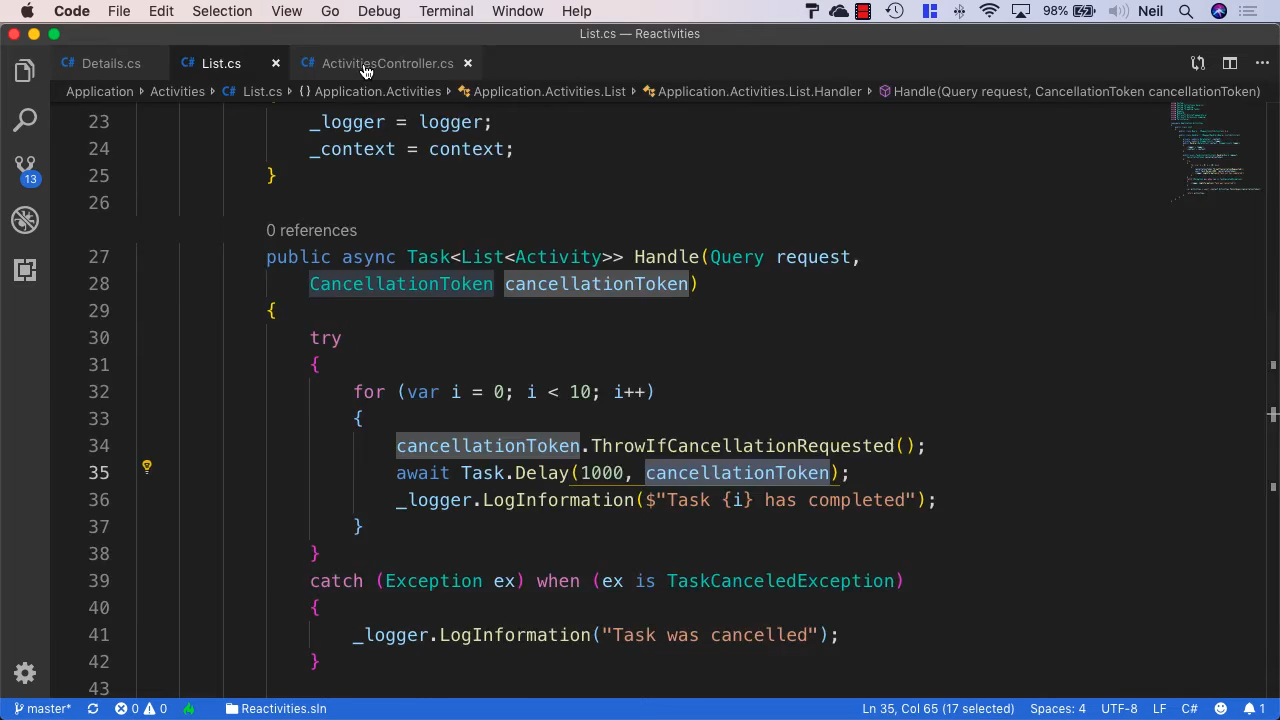 Code File Edit Selection View Go Debug Terminal Window Help 98% Neil
List.cs — Reactivities
C# Details.cs C# List.cs × C# ActivitiesController.cs ×
Application Activities C# List.cs {} Application.Activities Application.Activities.List Application.Activities.List.Handler Handle(Query request, CancellationToken cancellationToken)
23 _logger = logger;
24 _context = context;
25 }
26
0 references
27 public async Task<List<Activity>> Handle(Query request,
28 CancellationToken cancellationToken)
29 {
30 try
31 {
32 for (var i = 0; i < 10; i++)
33 {
34 cancellationToken.ThrowIfCancellationRequested();
35 await Task.Delay(1000, cancellationToken);
36 _logger.LogInformation($"Task {i} has completed");
37 }
38 }
39 catch (Exception ex) when (ex is TaskCanceledException)
40 {
41 _logger.LogInformation("Task was cancelled");
42 }
43
13
master* 0 0 Reactivities.sln Ln 35, Col 65 (17 selected) Spaces: 4 UTF-8 LF C# 1